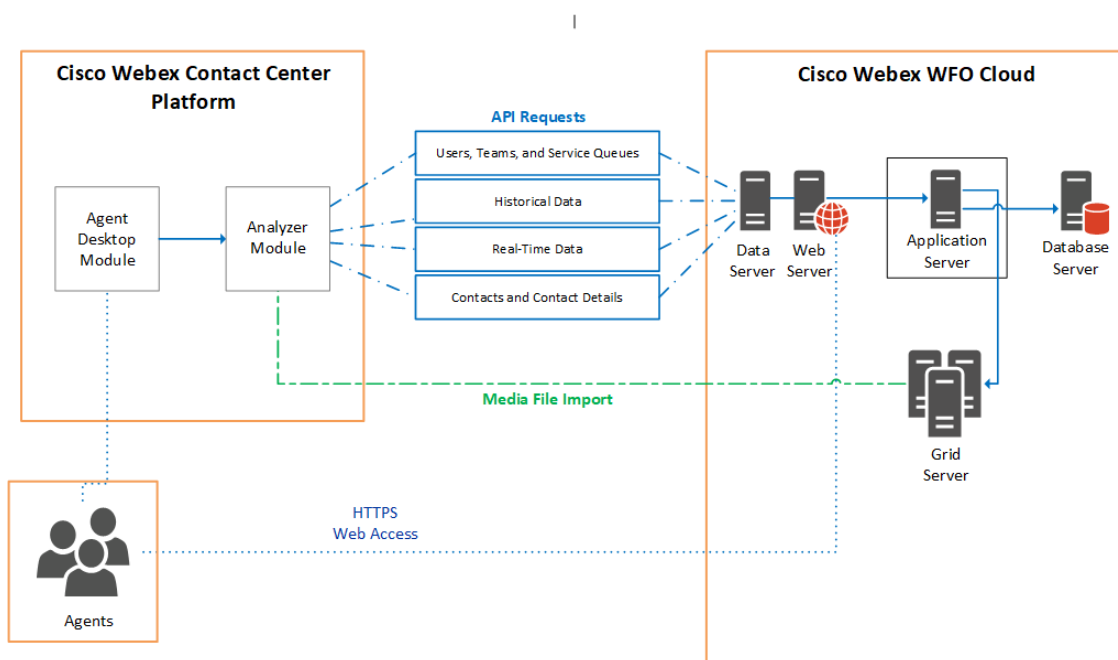 Cisco Webex Contact Center
Platform
Cisco Webex WFO Cloud
API Requests
Users, Teams, and Service Queues
Historical Data
Real-Time Data
Contacts and Contact Details
Agent
Desktop
Module
Analyzer
Module
Data
Server
Web
Server
Application
Server
Database
Server
Media File Import
Grid
Server
HTTPS
Web Access
Agents